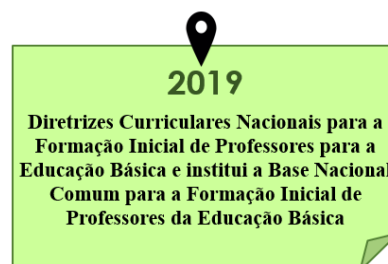 2019
Diretrizes Curriculares Nacionais para a
Formação Inicial de Professores para a
Educação Básica e institui a Base Nacional
Comum para a Formação Inicial de
Professores da Educação Básica